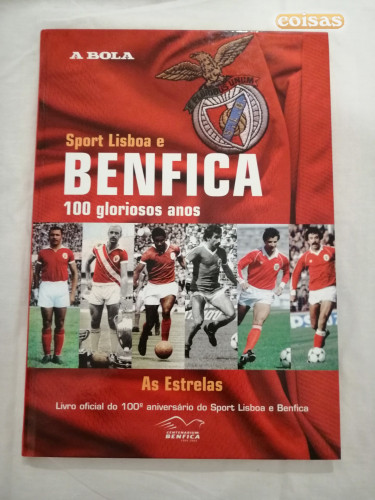 coisas
A BOLA
Sport Lisboa e
BENFICA
100 gloriosos anos
As Estrelas
Livro oficial do 100º aniversário do Sport Lisboa e Benfica
CENTENARIUM
BENFICA